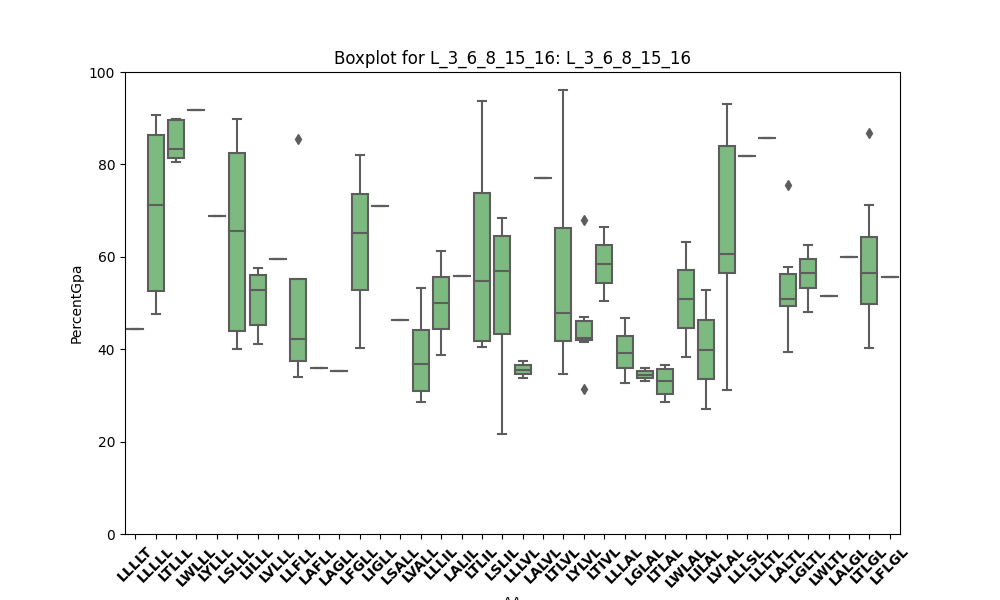 Boxplot for L_3_6_8_15_16: L_3_6_8_15_16
PercentGpa
100
80
60
40
20
0
LLLLT
LLLLL
LTLLL
LWLLL
LYLLL
LSLLL
LILLL
LVLLL
LLFLL
LAFLL
LAGLL
LFGLL
LIGLL
LSALL
LVALL
LLLIL
LALIL
LTLIL
LSLIL
LLLVL
LALVL
LTLVL
LYLVL
LTIVL
LLLAL
LGLAL
LTLAL
LWLAL
LILAL
LVLAL
LLLSL
LLLTL
LALTL
LGLTL
LWLTL
LALGL
LTLGL
LFLGL